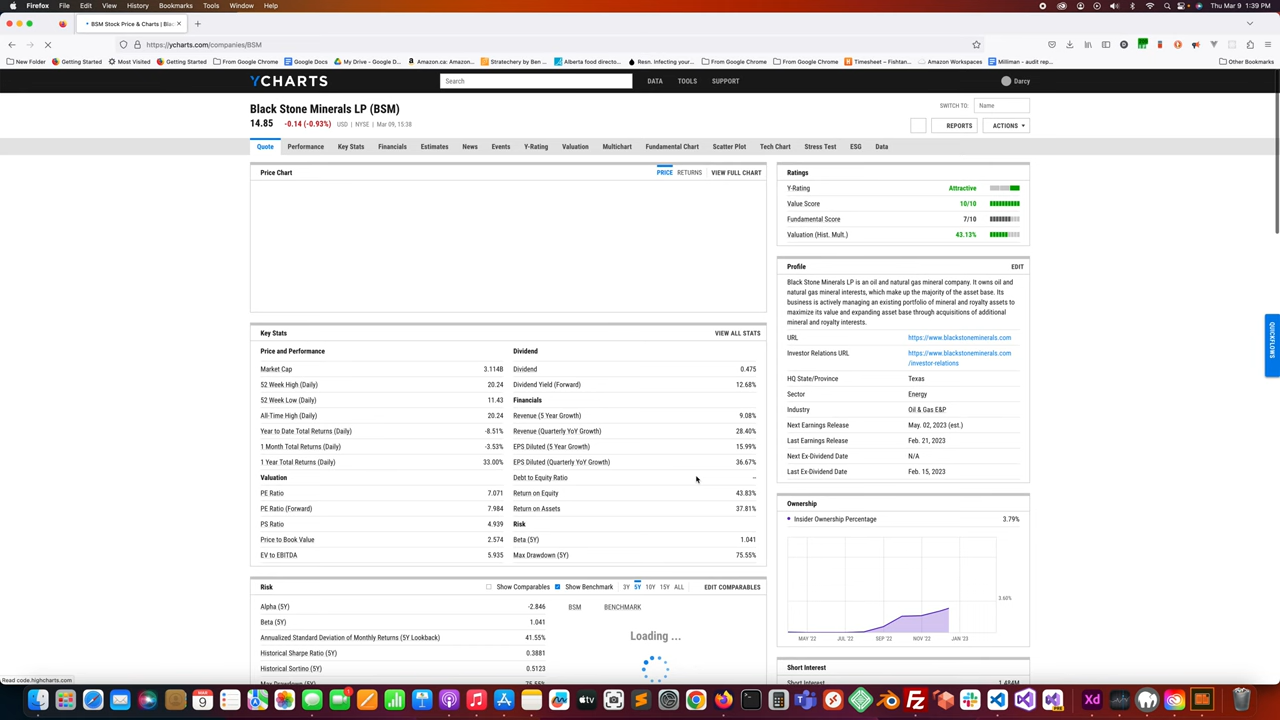 Firefox File Edit View History Bookmarks Tools Window Help Thu Mar 9 1:39 PM
BSM Stock Price & Charts | Bla
https://ycharts.com/companies/BSM
New Folder Getting Started From Google Chrome Most Visited Getting Started From Google Chrome Google Docs My Drive - Google D... Amazon.ca: Amazon... Stratechery by Ben ... Alberta food directo... Resn. Infecting your... From Google Chrome From Google Chrome Timesheet – Fishtan... Amazon Workspaces Milliman - audit rep... Other Bookmarks
YCHARTS Search DATA TOOLS SUPPORT Darcy
Black Stone Minerals LP (BSM) SWITCH TO: Name
14.85 -0.14 (-0.93%) USD | NYSE | Mar 09, 15:38 REPORTS ACTIONS
Quote Performance Key Stats Financials Estimates News Events Y-Rating Valuation Multichart Fundamental Chart Scatter Plot Tech Chart Stress Test ESG Data
Price Chart PRICE RETURNS VIEW FULL CHART
Key Stats VIEW ALL STATS
Price and Performance
Market Cap 3.114B
52 Week High (Daily) 20.24
52 Week Low (Daily) 11.43
All-Time High (Daily) 20.24
Year to Date Total Returns (Daily) -8.51%
1 Month Total Returns (Daily) -3.53%
1 Year Total Returns (Daily) 33.00%
Valuation
PE Ratio 7.071
PE Ratio (Forward) 7.984
PS Ratio 4.939
Price to Book Value 2.574
EV to EBITDA 5.935
Dividend
Dividend 0.475
Dividend Yield (Forward) 12.68%
Financials
Revenue (5 Year Growth) 9.08%
Revenue (Quarterly YoY Growth) 28.40%
EPS Diluted (5 Year Growth) 15.99%
EPS Diluted (Quarterly YoY Growth) 36.67%
Debt to Equity Ratio --
Return on Equity 43.83%
Return on Assets 37.81%
Risk
Beta (5Y) 1.041
Max Drawdown (5Y) 75.55%
Risk Show Comparables Show Benchmark 3Y 5Y 10Y 15Y ALL EDIT COMPARABLES
Alpha (5Y) -2.846
Beta (5Y) 1.041
Annualized Standard Deviation of Monthly Returns (5Y Lookback) 41.55%
Historical Sharpe Ratio (5Y) 0.3881
Historical Sortino (5Y) 0.5123
Max Drawdown (5Y) 75.55%
BSM BENCHMARK
Loading ...
Ratings
Y-Rating Attractive
Value Score 10/10
Fundamental Score 7/10
Valuation (Hist. Mult.) 43.13%
Profile EDIT
Black Stone Minerals LP is an oil and natural gas mineral company. It owns oil and
natural gas mineral interests, which make up the majority of the asset base. Its
business is actively managing an existing portfolio of mineral and royalty assets to
maximize its value and expanding asset base through acquisitions of additional
mineral and royalty interests.
URL https://www.blackstoneminerals.com
Investor Relations URL https://www.blackstoneminerals.com
/investor-relations
HQ State/Province Texas
Sector Energy
Industry Oil & Gas E&P
Next Earnings Release May. 02, 2023 (est.)
Last Earnings Release Feb. 21, 2023
Next Ex-Dividend Date N/A
Last Ex-Dividend Date Feb. 15, 2023
Ownership
Insider Ownership Percentage 3.79%
3.60%
MAY '22 JUL '22 SEP '22 NOV '22 JAN '23
Short Interest
1.484M
QUICKFLOWS
Read code.highcharts.com